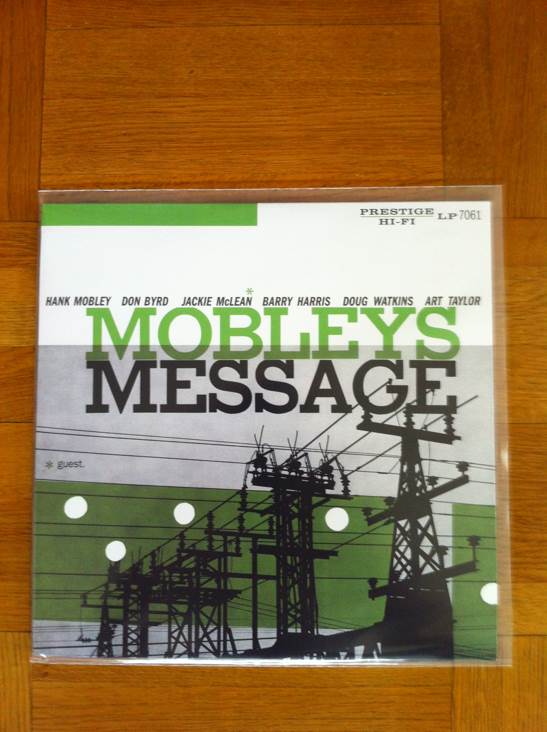 PRESTIGE LP 7061
HI-FI
*
HANK MOBLEY DON BYRD JACKIE McLEAN BARRY HARRIS DOUG WATKINS ART TAYLOR
MOBLEYS
MESSAGE
* guest.